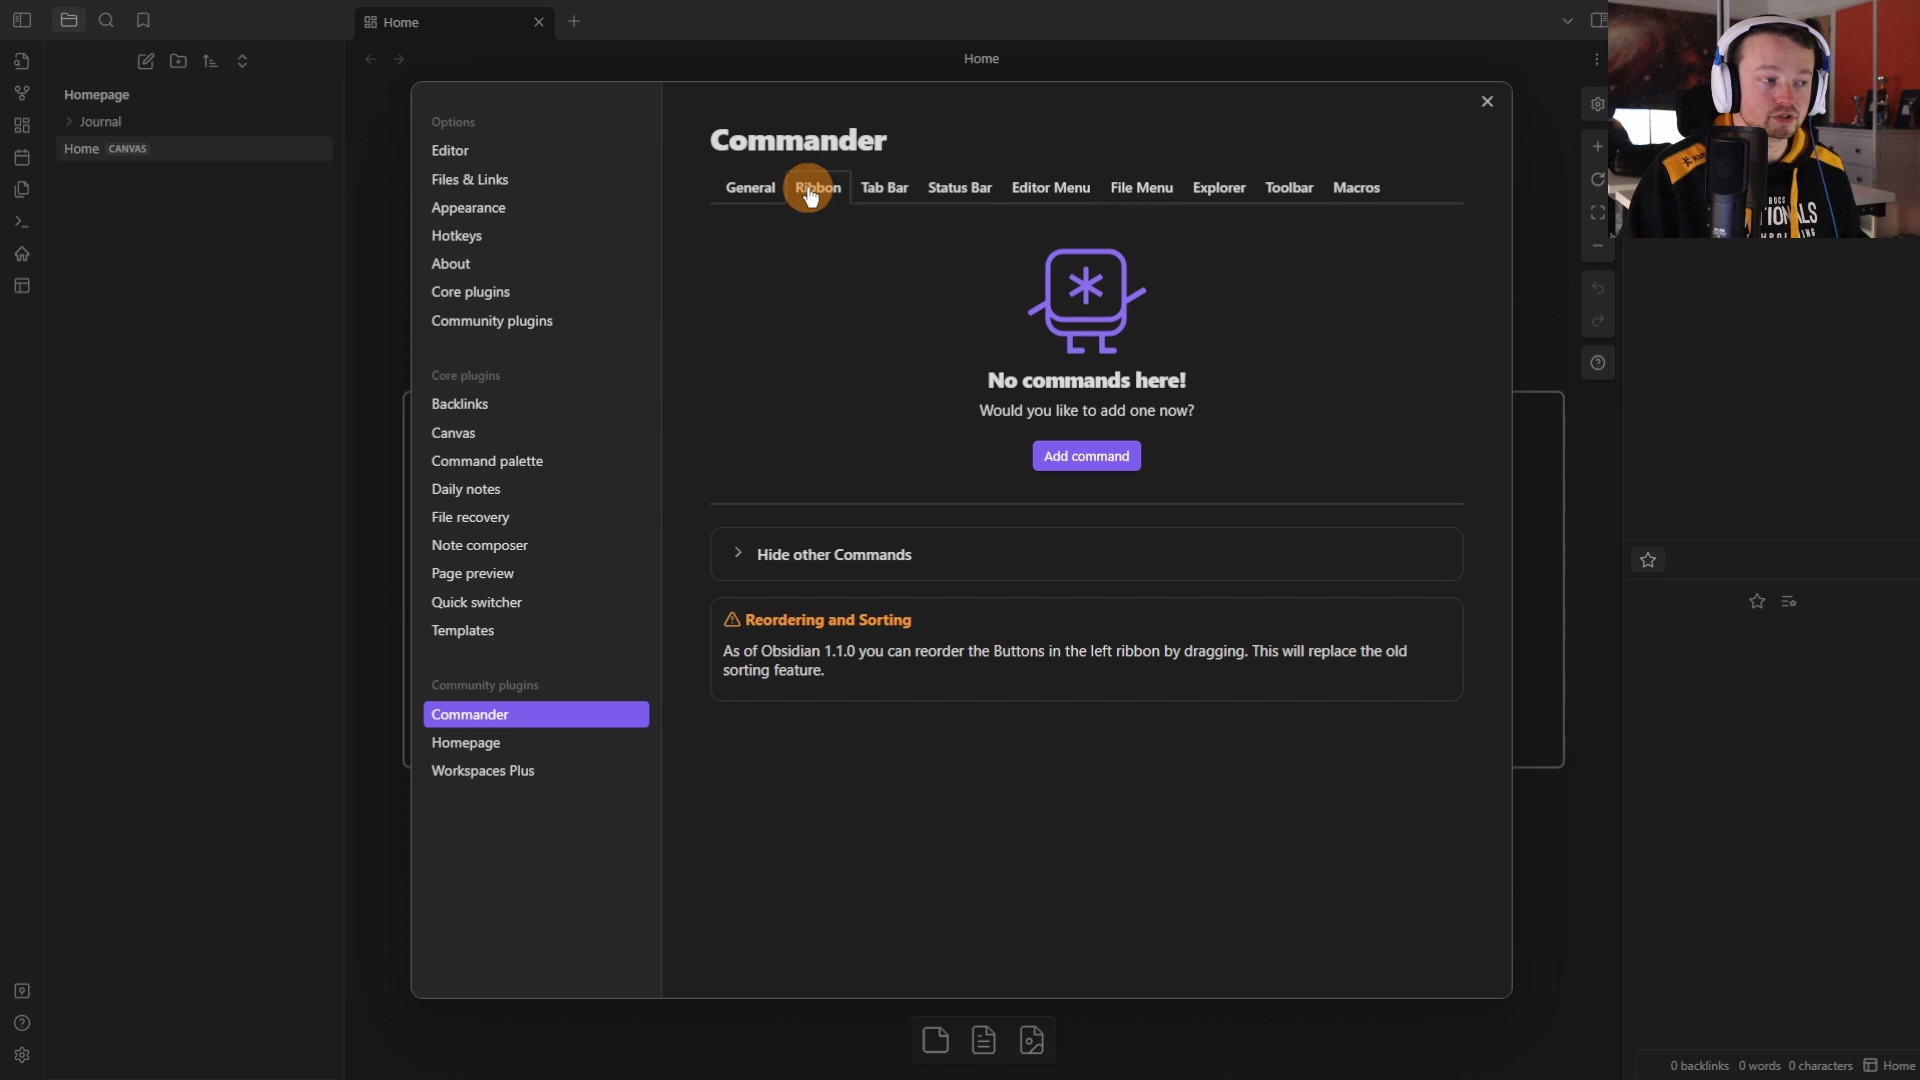 Home
Home
Homepage
Journal
Home CANVAS
Options
Editor
Files & Links
Appearance
Hotkeys
About
Core plugins
Community plugins
Core plugins
Backlinks
Canvas
Command palette
Daily notes
File recovery
Note composer
Page preview
Quick switcher
Templates
Community plugins
Commander
Homepage
Workspaces Plus
Commander
General Ribbon Tab Bar Status Bar Editor Menu File Menu Explorer Toolbar Macros
No commands here!
Would you like to add one now?
Add command
Hide other Commands
Reordering and Sorting
As of Obsidian 1.1.0 you can reorder the Buttons in the left ribbon by dragging. This will replace the old
sorting feature.
BUCS
0 backlinks 0 words 0 characters Home